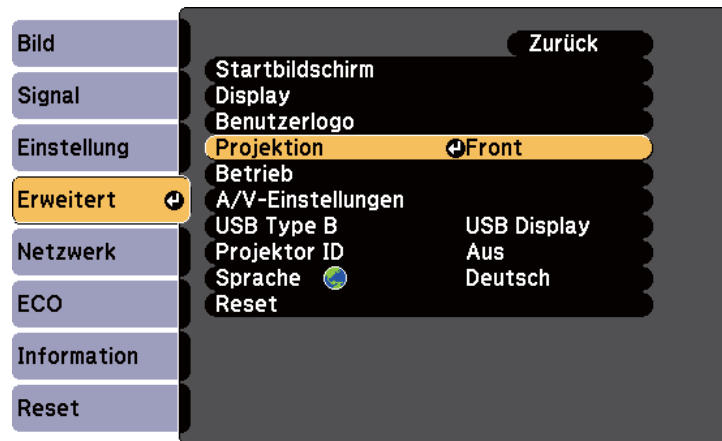 Bild
Signal
Einstellung
Erweitert
Netzwerk
ECO
Information
Reset
Zurück
Startbildschirm
Display
Benutzerlogo
Projektion Front
Betrieb
A/V-Einstellungen
USB Type B USB Display
Projektor ID Aus
Sprache Deutsch
Reset